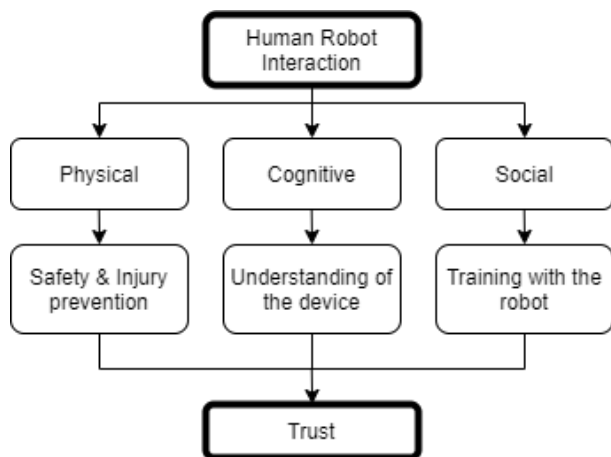 Human Robot
Interaction
Physical
Cognitive
Social
Safety & Injury
prevention
Understanding of
the device
Training with the
robot
Trust